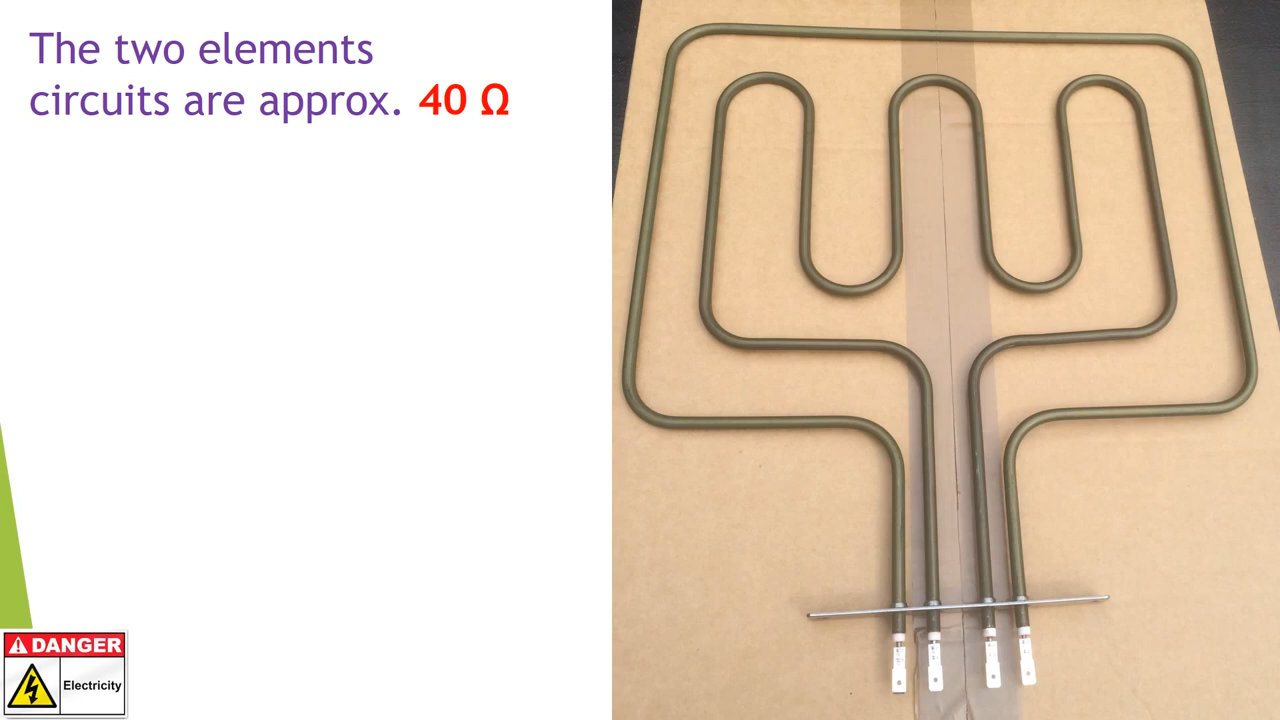 The two elements
circuits are approx. 40 Ω
DANGER
Electricity